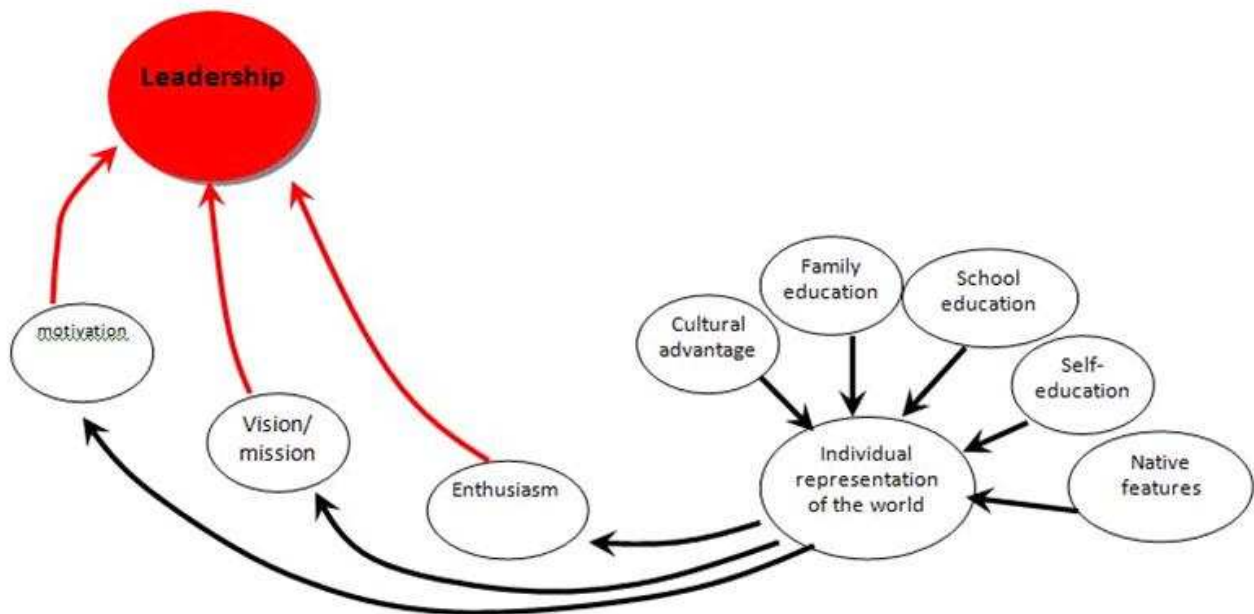 Leadership
motivation
Vision/
mission
Enthusiasm
Cultural
advantage
Family
education
School
education
Self-
education
Native
features
Individual
representation
of the world